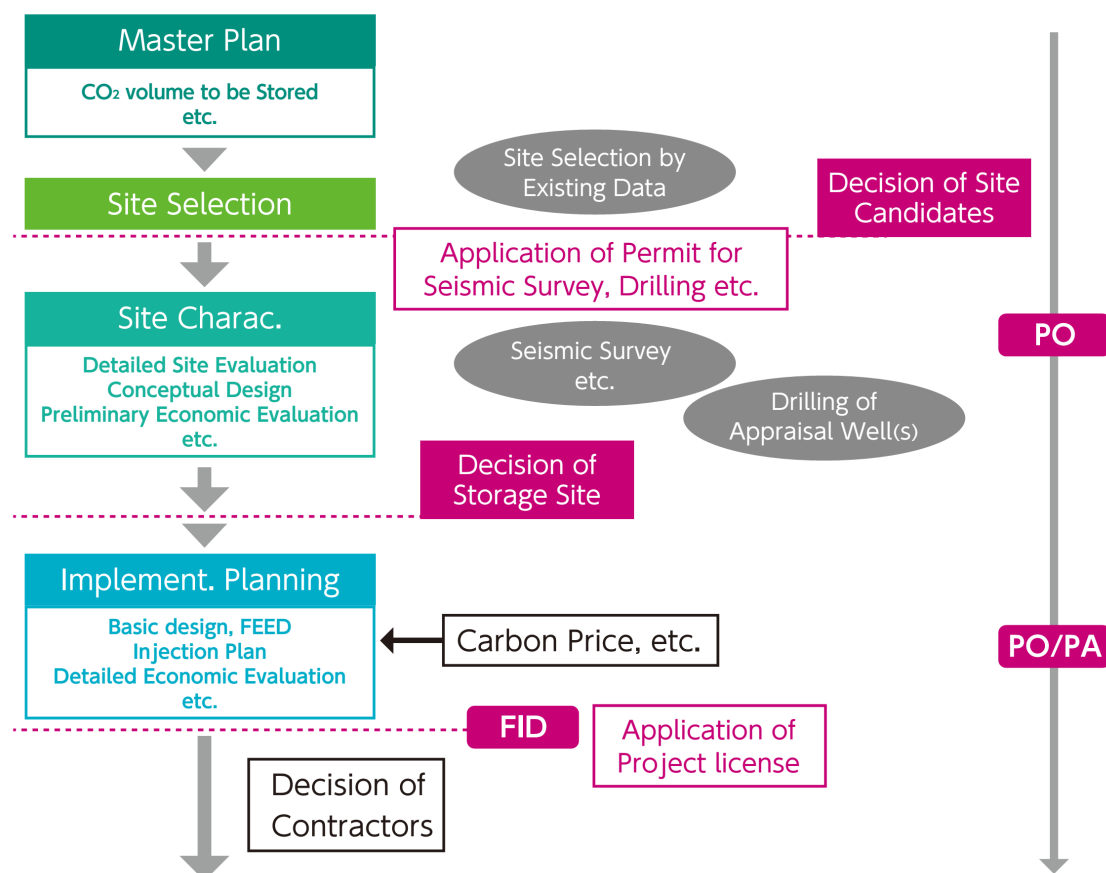 Master Plan
CO₂ volume to be Stored
etc.
Site Selection by
Existing Data
Decision of Site
Candidates
Site Selection
Application of Permit for
Seismic Survey, Drilling etc.
Site Charac.
Detailed Site Evaluation
Conceptual Design
Preliminary Economic Evaluation
etc.
Seismic Survey
etc.
PO
Drilling of
Appraisal Well(s)
Decision of
Storage Site
Implement. Planning
Basic design, FEED
Injection Plan
Detailed Economic Evaluation
etc.
Carbon Price, etc.
PO/PA
FID
Application of
Project license
Decision of
Contractors